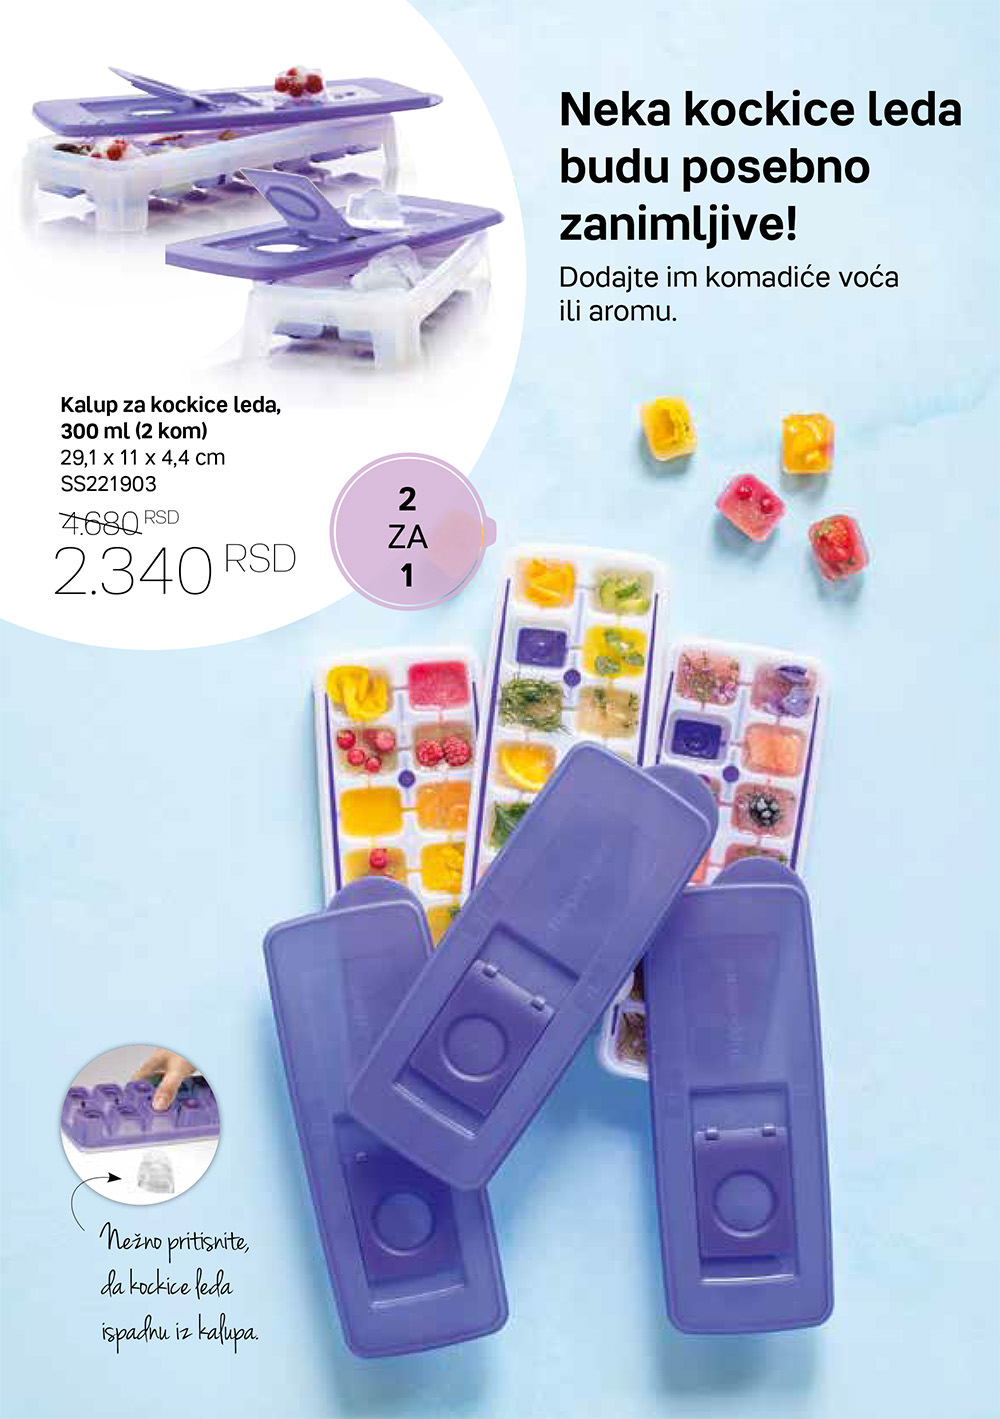 Neka kockice leda
budu posebno
zanimljive!
Dodajte im komadiće voća
ili aromu.
Kalup za kockice leda,
300 ml (2 kom)
29,1 x 11 x 4,4 cm
SS221903
4.680 RSD
2.340 RSD
2
ZA
1
Nežno pritisnite,
da kockice leda
ispadnu iz kalupa.